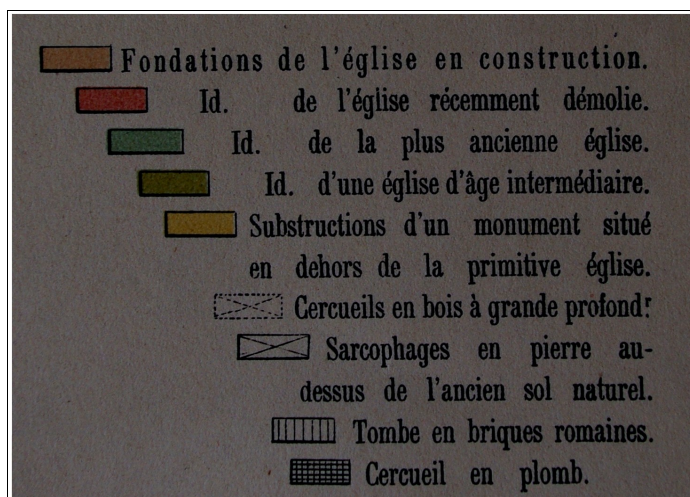 Fondations de l'église en construction.
Id. de l'église récemment démolie.
Id. de la plus ancienne église.
Id. d'une église d'âge intermédiaire.
Substructions d'un monument situé
en dehors de la primitive église.
Cercueils en bois à grande profondʳ.
Sarcophages en pierre au-
dessus de l'ancien sol naturel.
Tombe en briques romaines.
Cercueil en plomb.